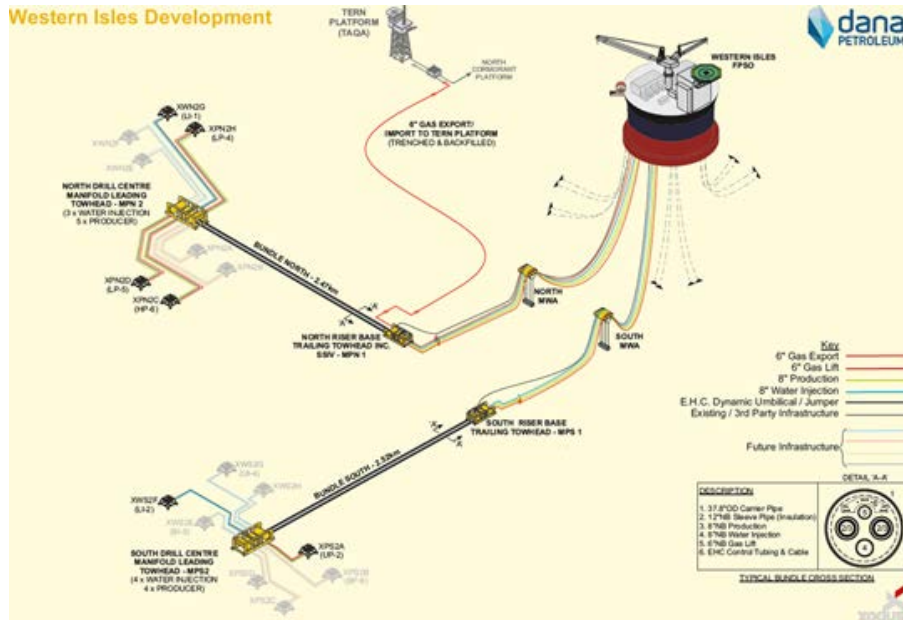 Western Isles Development
TERN
PLATFORM
(TAQA)
NORTH
CORMORANT
PLATFORM
dana
PETROLEUM
WESTERN ISLES
FPSO
6" GAS EXPORT/
IMPORT TO TERN PLATFORM
(TRENCHED & BACKFILLED)
XWN2G
(LI-1)
XPN2H
(LP-4)
NORTH DRILL CENTRE
MANIFOLD LEADING
TOWHEAD - MPN 2
(3 x WATER INJECTION
5 x PRODUCER)
XPN2D
(LP-5)
XPN2C
(HP-6)
BUNDLE NORTH - 2.47km
NORTH
MWA
SOUTH
MWA
NORTH RISER BASE
TRAILING TOWHEAD INC.
SSIV - MPN 1
SOUTH RISER BASE
TRAILING TOWHEAD - MPS 1
BUNDLE SOUTH - 2.52km
XWS2F
(LI-2)
XPS2A
(UP-2)
SOUTH DRILL CENTRE
MANIFOLD LEADING
TOWHEAD - MPS2
(4 x WATER INJECTION
4 x PRODUCER)
XWS2H
XPS2C
Key
6" Gas Export
6" Gas Lift
8" Production
8" Water Injection
E.H.C. Dynamic Umbilical / Jumper
Existing / 3rd Party Infrastructure
Future Infrastructure
DETAIL 'A-A'
DESCRIPTION
1. 37.8"OD Carrier Pipe
2. 12"NB Sleeve Pipe (Insulation)
3. 8"NB Production
4. 8"NB Water Injection
5. 6"NB Gas Lift
6. EHC Control Tubing & Cable
TYPICAL BUNDLE CROSS SECTION